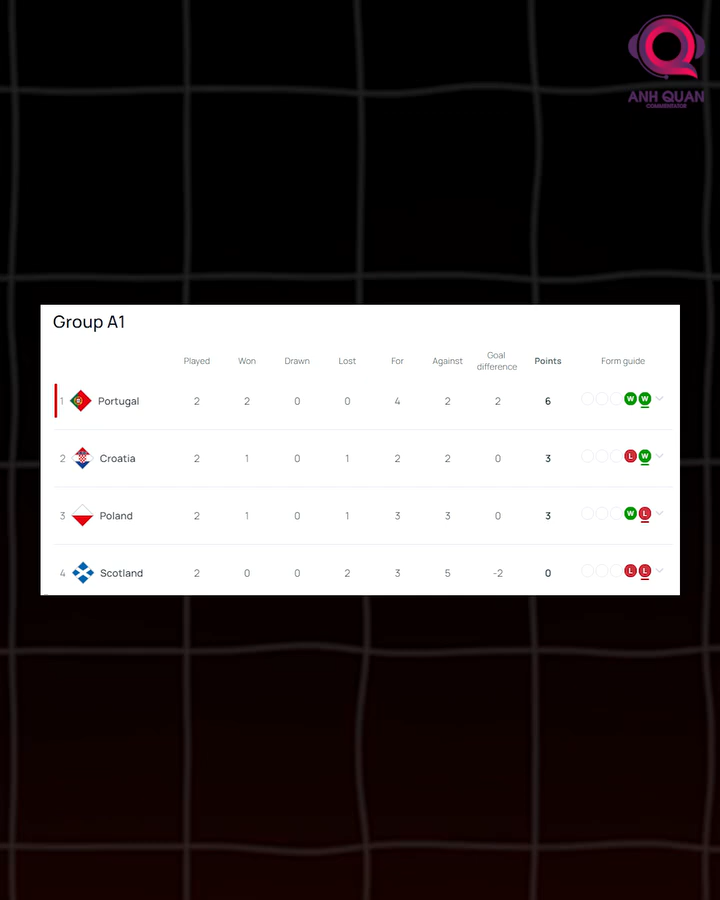 ANH QUAN
COMMENTATOR
Group A1
Played Won Drawn Lost For Against Goal difference Points Form guide
1 Portugal 2 2 0 0 4 2 2 6 W W
2 Croatia 2 1 0 1 2 2 0 3 L W
3 Poland 2 1 0 1 3 3 0 3 W L
4 Scotland 2 0 0 2 3 5 -2 0 L L